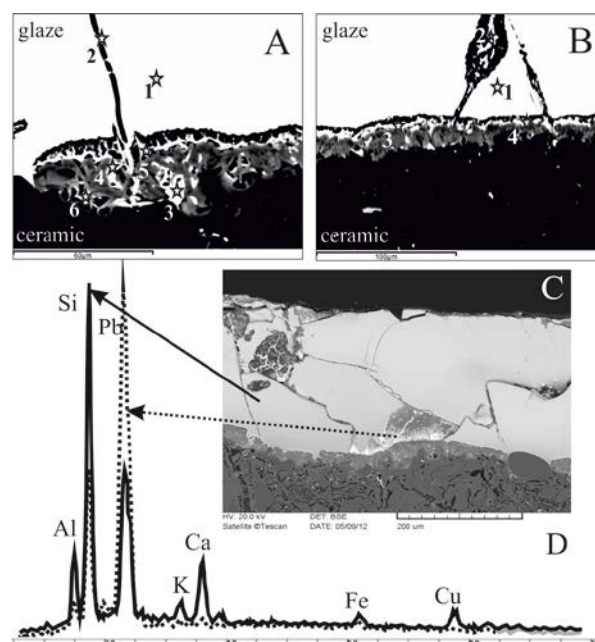 glaze
A
2
1
4
5
3
6
ceramic
60µm
glaze
B
2
1
3
4
ceramic
100µm
Si
Pb
C
HV: 20.0 kV
DET: BSE
Satellite ©Tescan
DATE: 05/09/12
200 um
D
Al
K
Ca
Fe
Cu